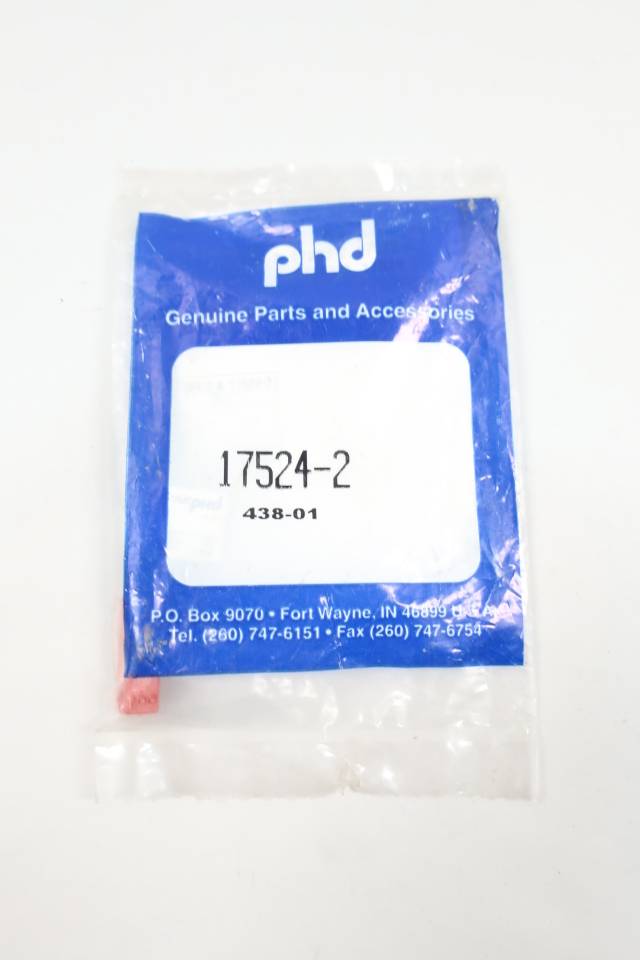 phd
Genuine Parts and Accessories
17524-2
438-01
P.O. Box 9070 • Fort Wayne, IN 46899 U.S.A.
Tel. (260) 747-6151 • Fax (260) 747-6754